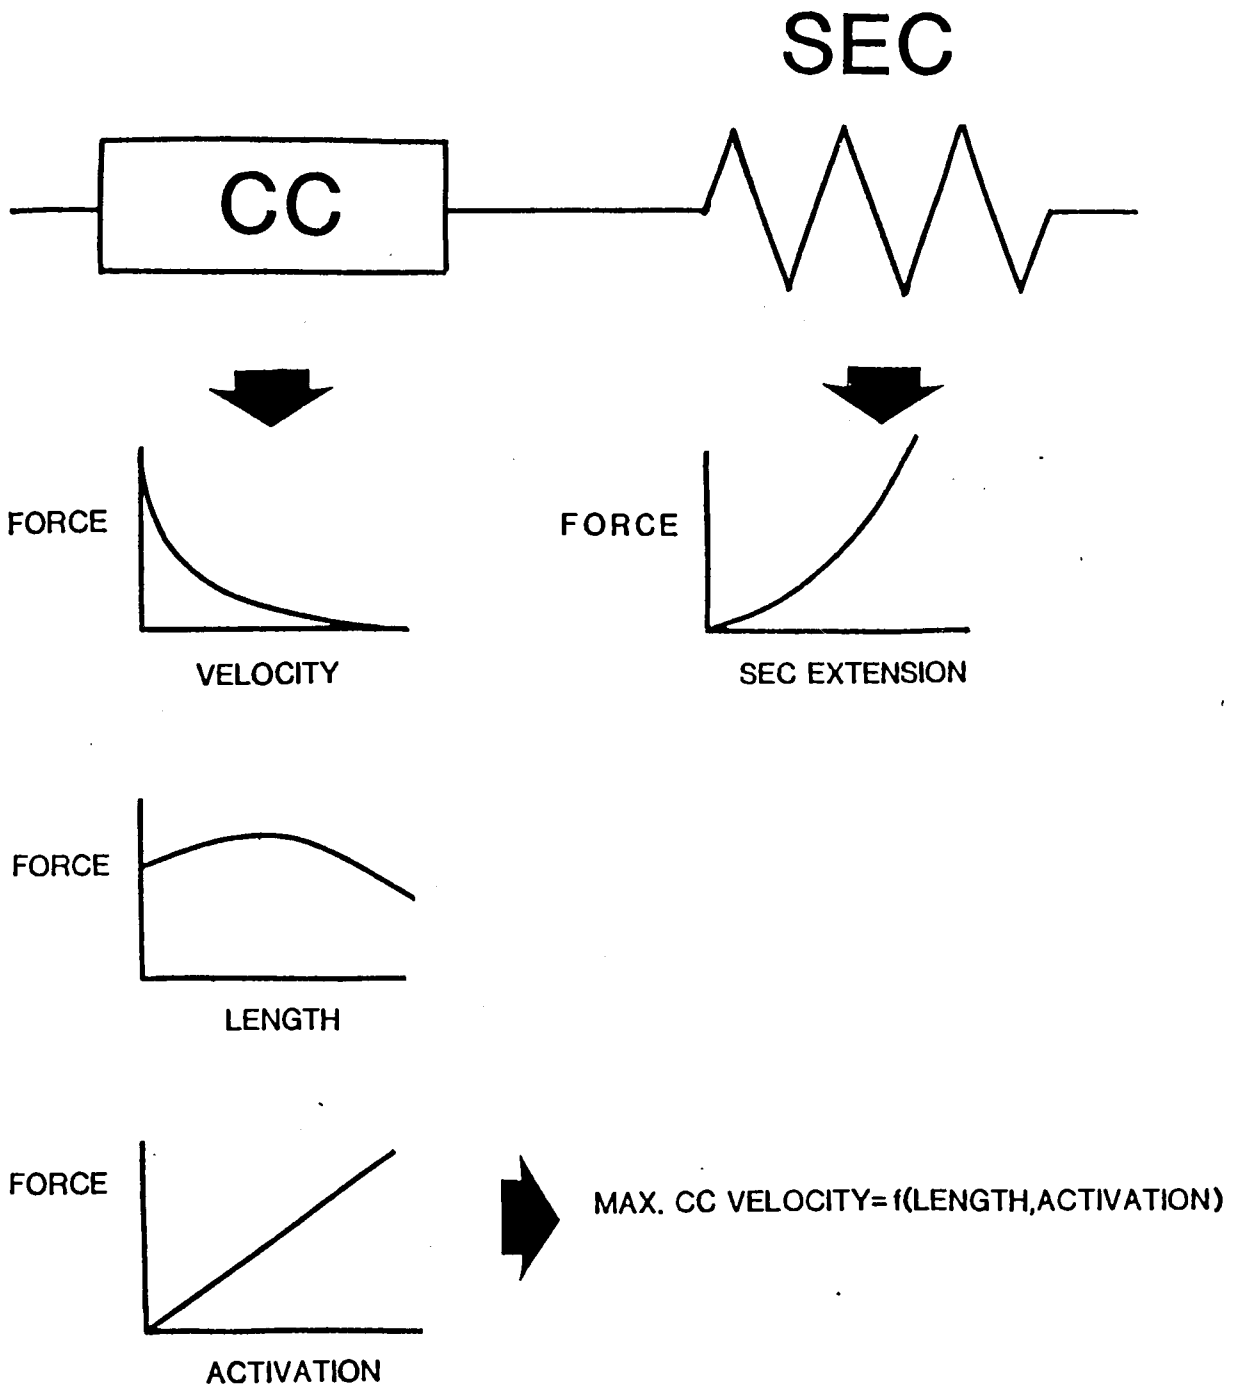 SEC
CC
FORCE
VELOCITY
FORCE
SEC EXTENSION
FORCE
LENGTH
FORCE
ACTIVATION
MAX. CC VELOCITY=f(LENGTH,ACTIVATION)